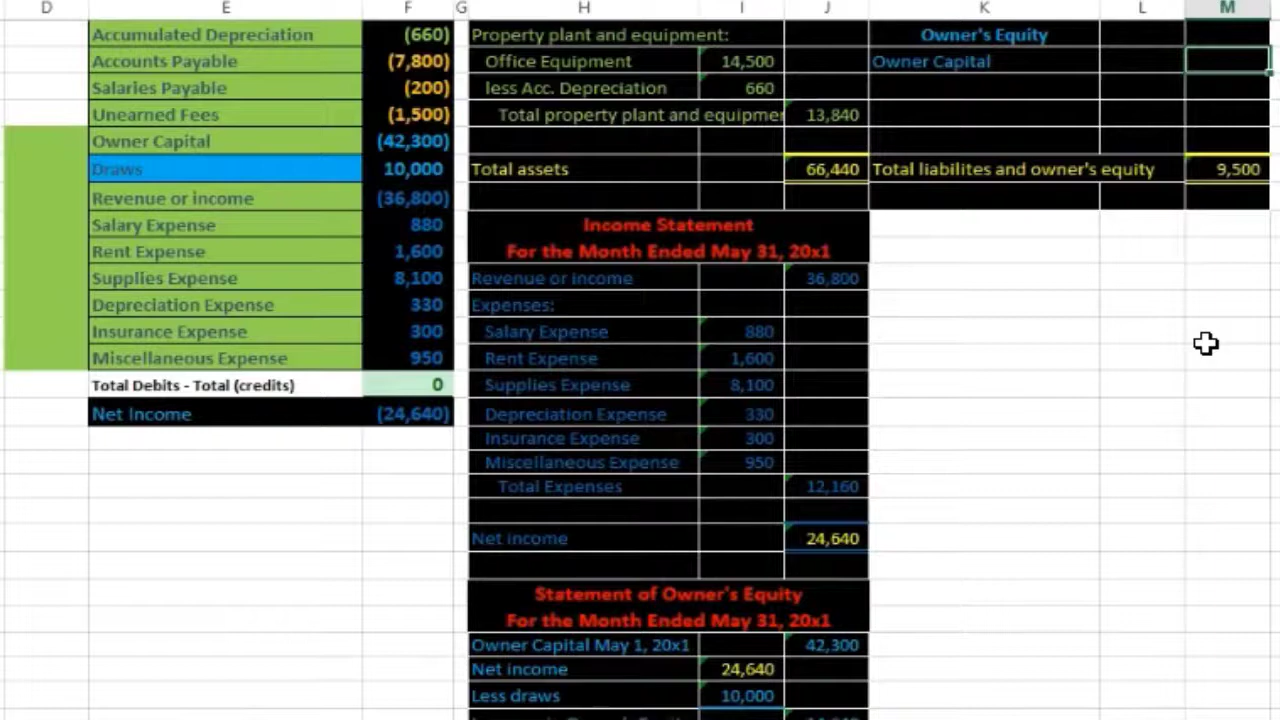 D E F G H I J K L M
Accumulated Depreciation (660) Property plant and equipment: Owner's Equity
Accounts Payable (7,800) Office Equipment 14,500 Owner Capital
Salaries Payable (200) less Acc. Depreciation 660
Unearned Fees (1,500) Total property plant and equipmer 13,840
Owner Capital (42,300)
Draws 10,000 Total assets 66,440 Total liabilites and owner's equity 9,500
Revenue or income (36,800)
Salary Expense 880 Income Statement
Rent Expense 1,600 For the Month Ended May 31, 20x1
Supplies Expense 8,100 Revenue or income 36,800
Depreciation Expense 330 Expenses:
Insurance Expense 300 Salary Expense 880
Miscellaneous Expense 950 Rent Expense 1,600
Total Debits - Total (credits) 0 Supplies Expense 8,100
Net Income (24,640) Depreciation Expense 330
Insurance Expense 300
Miscellaneous Expense 950
Total Expenses 12,160
Net income 24,640
Statement of Owner's Equity
For the Month Ended May 31, 20x1
Owner Capital May 1, 20x1 42,300
Net income 24,640
Less draws 10,000